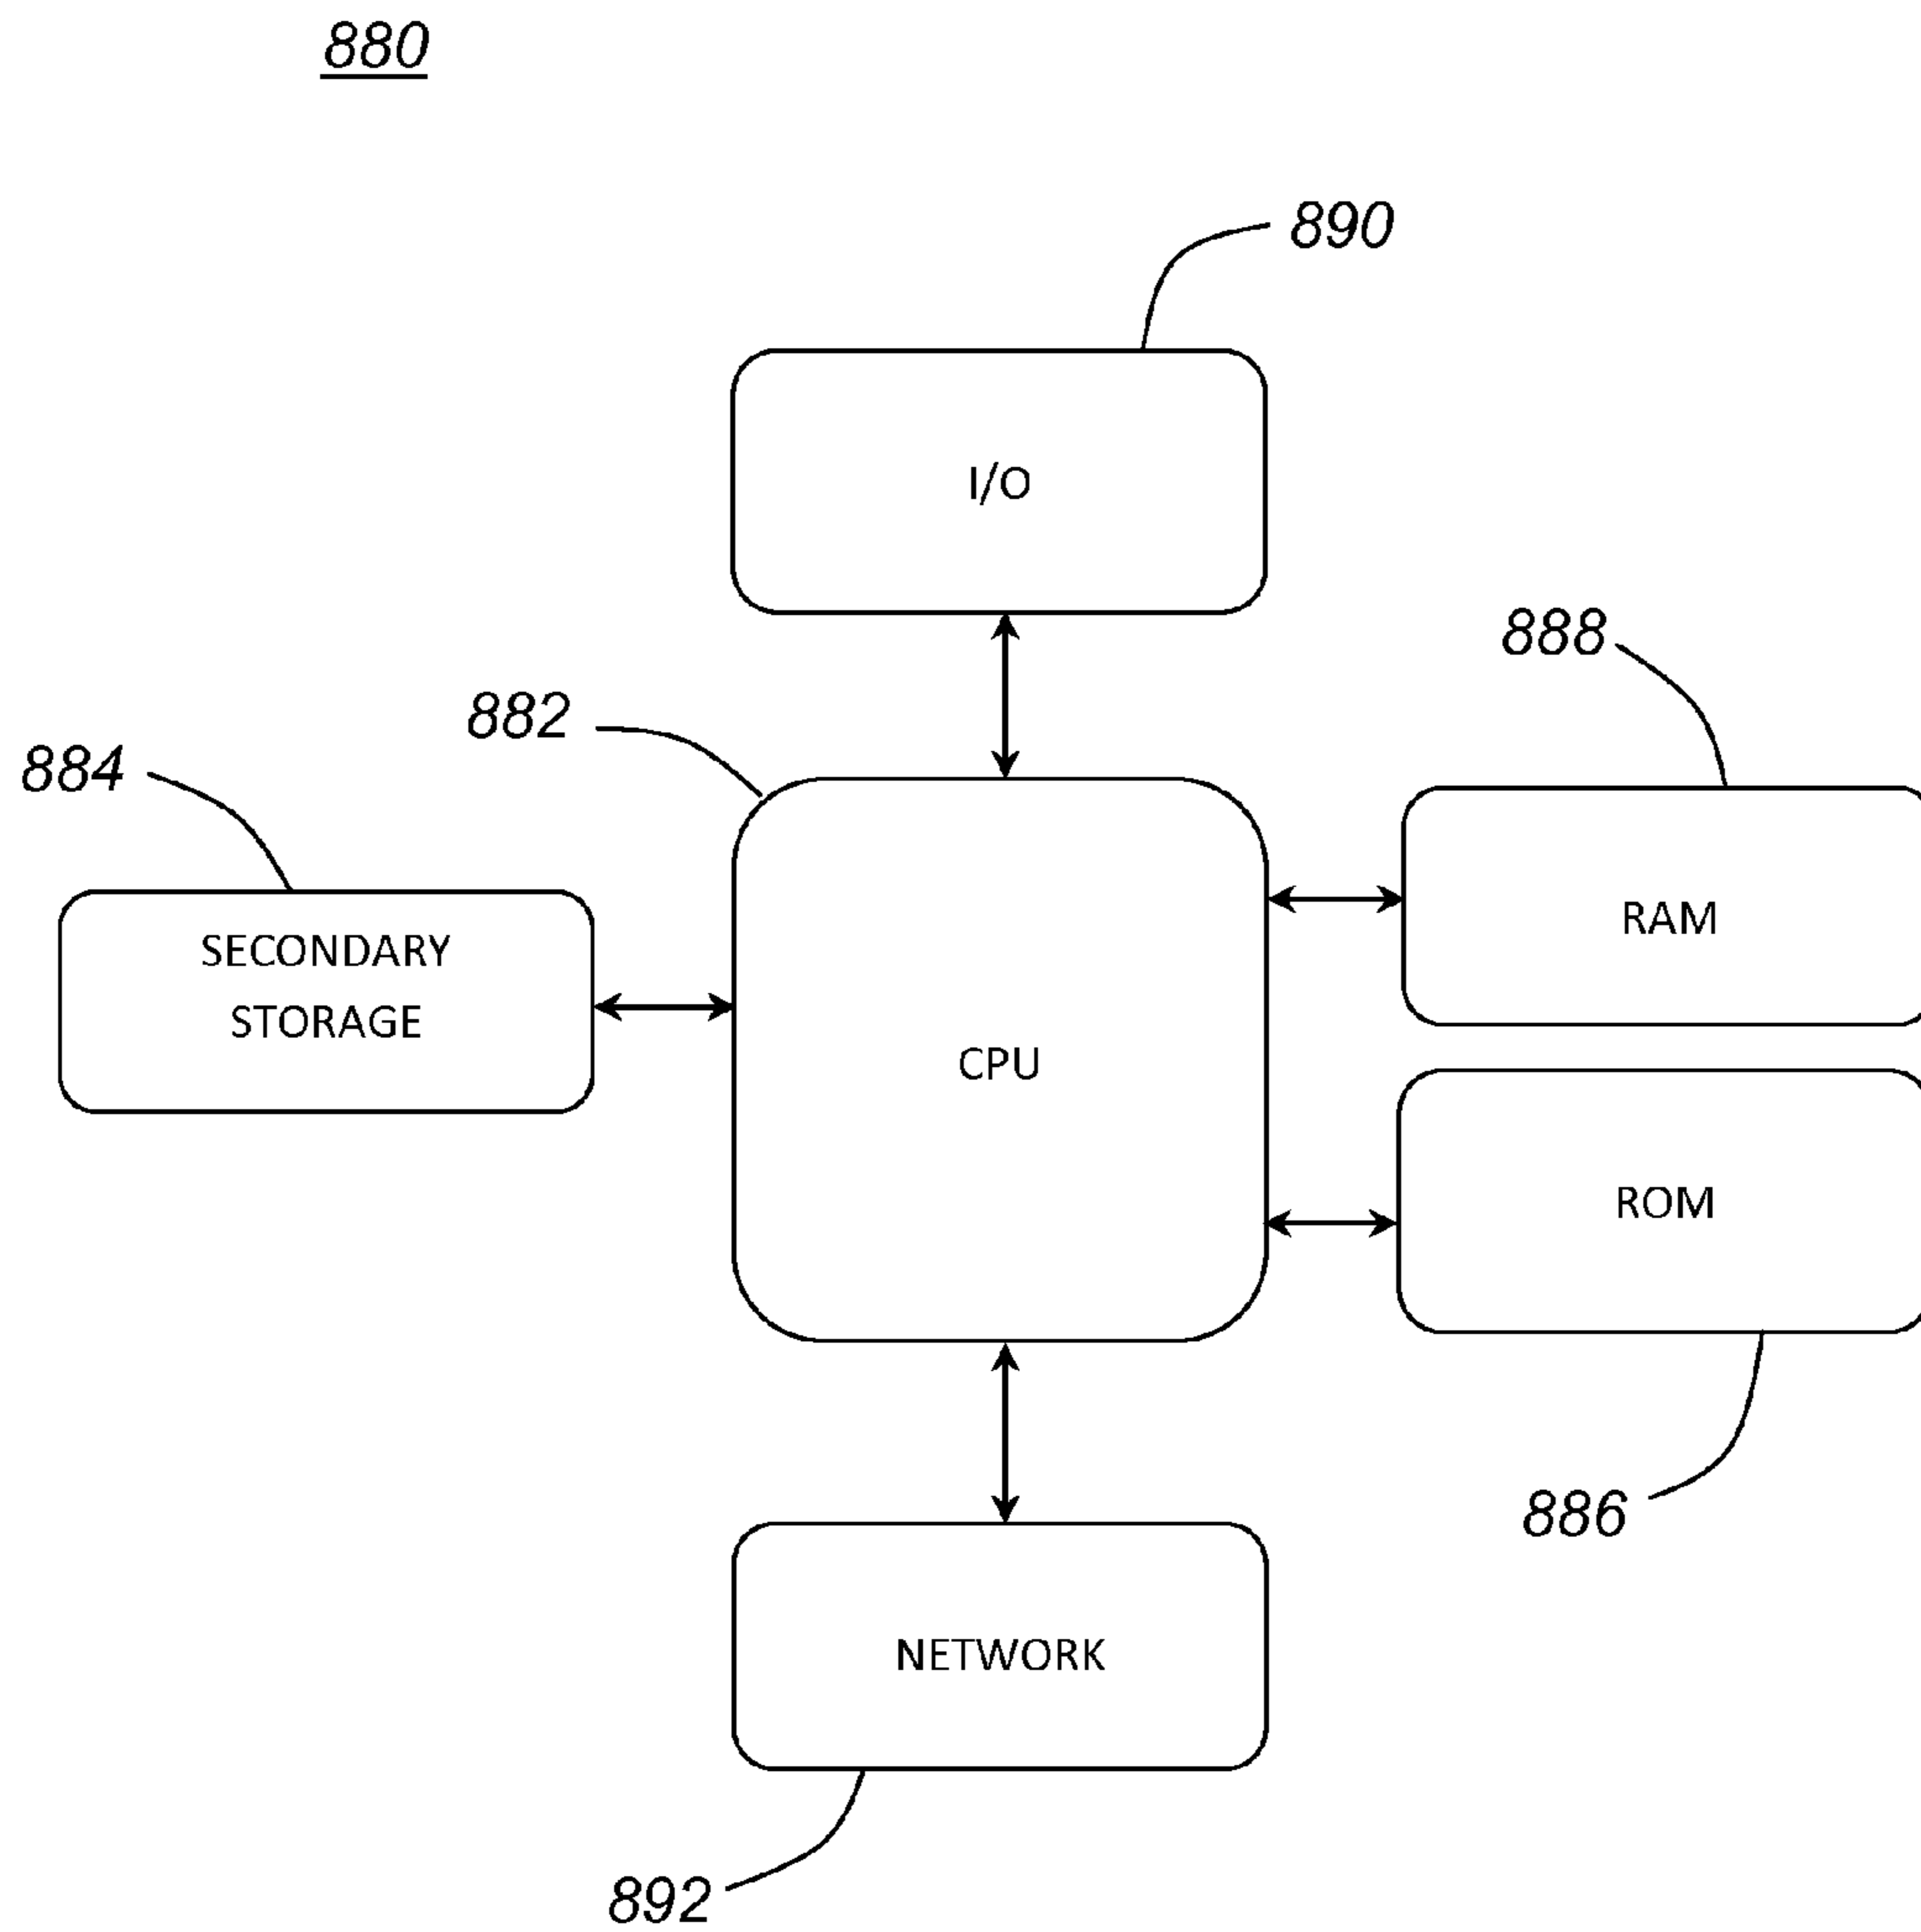 880
890
I/O
888
882
884
RAM
SECONDARY
STORAGE
CPU
ROM
886
NETWORK
892